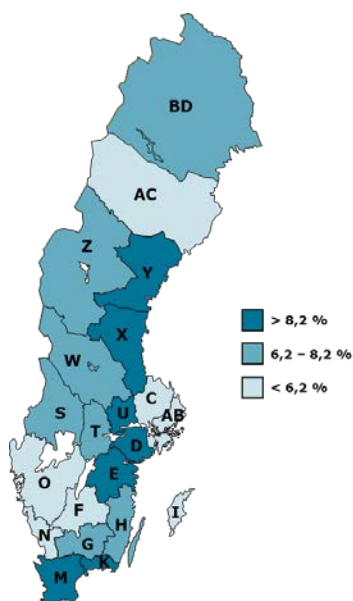 BD
AC
Z
Y
X
> 8,2 %
6,2 – 8,2 %
< 6,2 %
W
C
AB
S
U
T
D
O
E
F
I
H
N
G
K
M